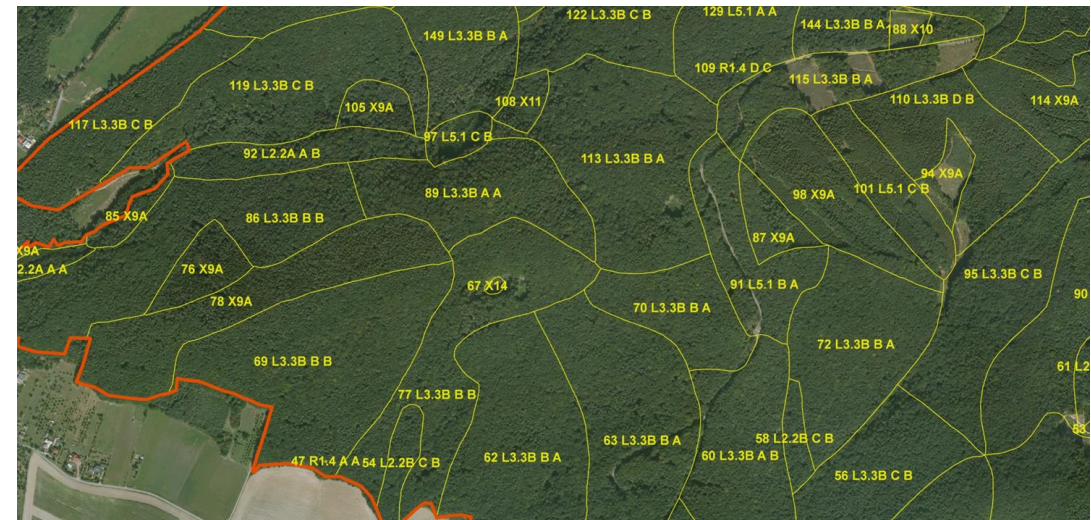 122 L3.3B C B
129 L5.1 A A
144 L3.3B B A
188 X10
149 L3.3B B A
109 R1.4 D C
115 L3.3B B A
119 L3.3B C B
105 X9A
108 X11
110 L3.3B D B
114 X9A
117 L3.3B C B
97 L5.1 C B
92 L2.2A A B
113 L3.3B B A
89 L3.3B A A
98 X9A
101 L5.1 C B
94 X9A
85 X9A
86 L3.3B B B
87 X9A
X9A
2.2A A A
76 X9A
95 L3.3B C B
67 X14
91 L5.1 B A
90
78 X9A
70 L3.3B B A
72 L3.3B B A
69 L3.3B B B
61 L2
77 L3.3B B B
53
63 L3.3B B A
58 L2.2B C B
62 L3.3B B A
60 L3.3B A B
47 R1.4 A A
54 L2.2B C B
56 L3.3B C B